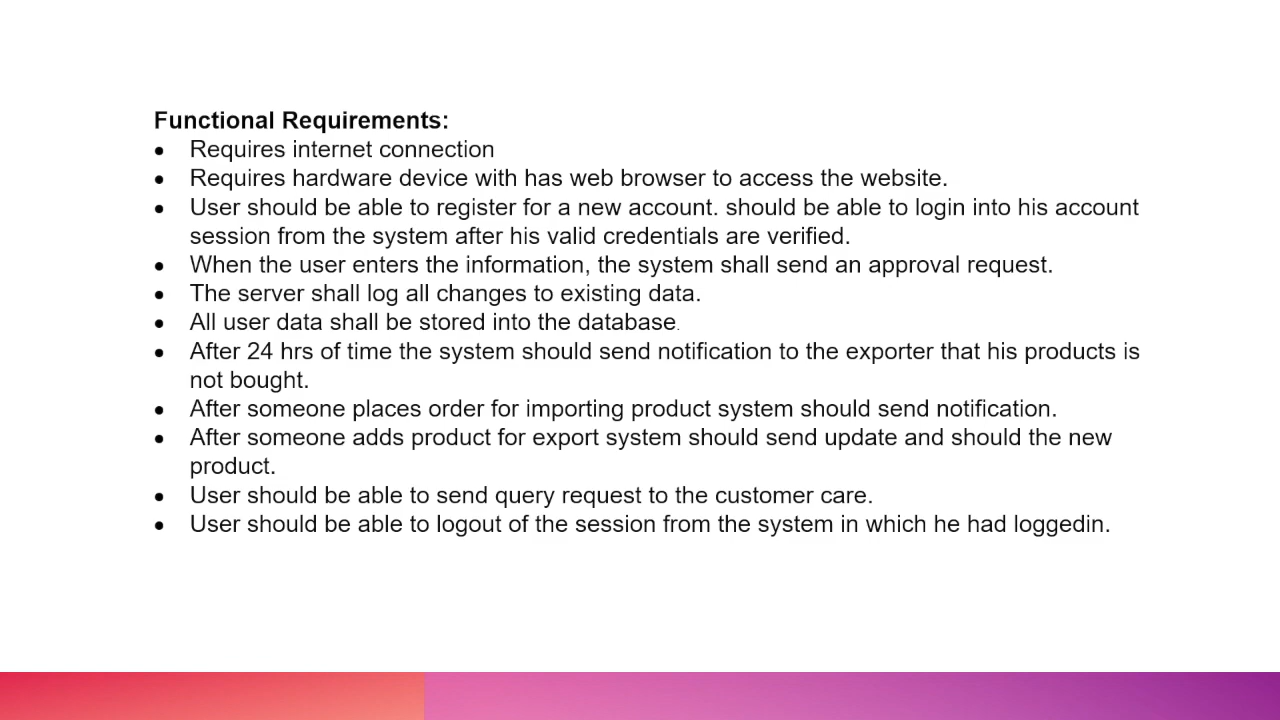 Functional Requirements:
• Requires internet connection
• Requires hardware device with has web browser to access the website.
• User should be able to register for a new account. should be able to login into his account
session from the system after his valid credentials are verified.
• When the user enters the information, the system shall send an approval request.
• The server shall log all changes to existing data.
• All user data shall be stored into the database.
• After 24 hrs of time the system should send notification to the exporter that his products is
not bought.
• After someone places order for importing product system should send notification.
• After someone adds product for export system should send update and should the new
product.
• User should be able to send query request to the customer care.
• User should be able to logout of the session from the system in which he had loggedin.